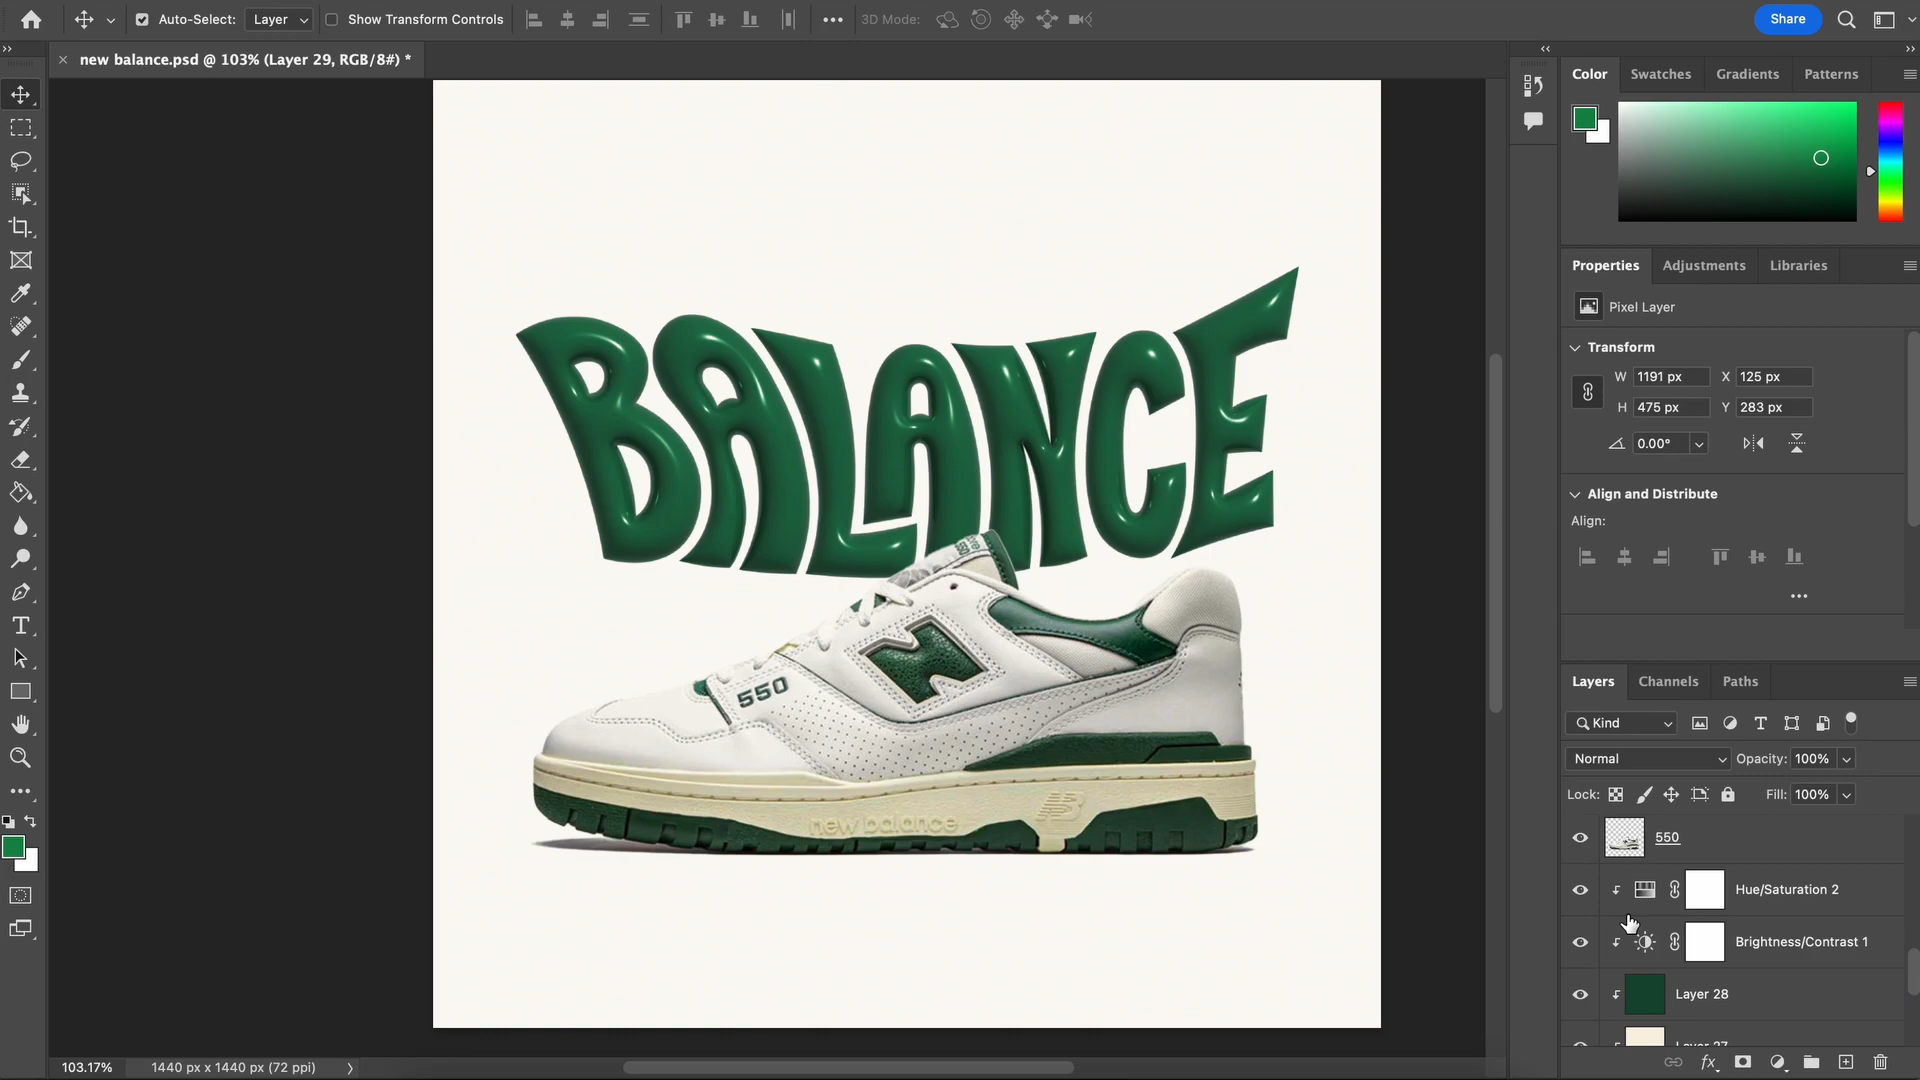 Auto-Select: Layer Show Transform Controls 3D Mode: Share
new balance.psd @ 103% (Layer 29, RGB/8#) *
Color Swatches Gradients Patterns
Properties Adjustments Libraries
Pixel Layer
Transform
W 1191 px X 125 px
H 475 px Y 283 px
0.00°
Align and Distribute
Align:
BALANCE
550
N
new balance
Layers Channels Paths
Kind
Normal Opacity: 100%
Lock: Fill: 100%
550
Hue/Saturation 2
Brightness/Contrast 1
Layer 28
Layer 27
103.17% 1440 px x 1440 px (72 ppi)